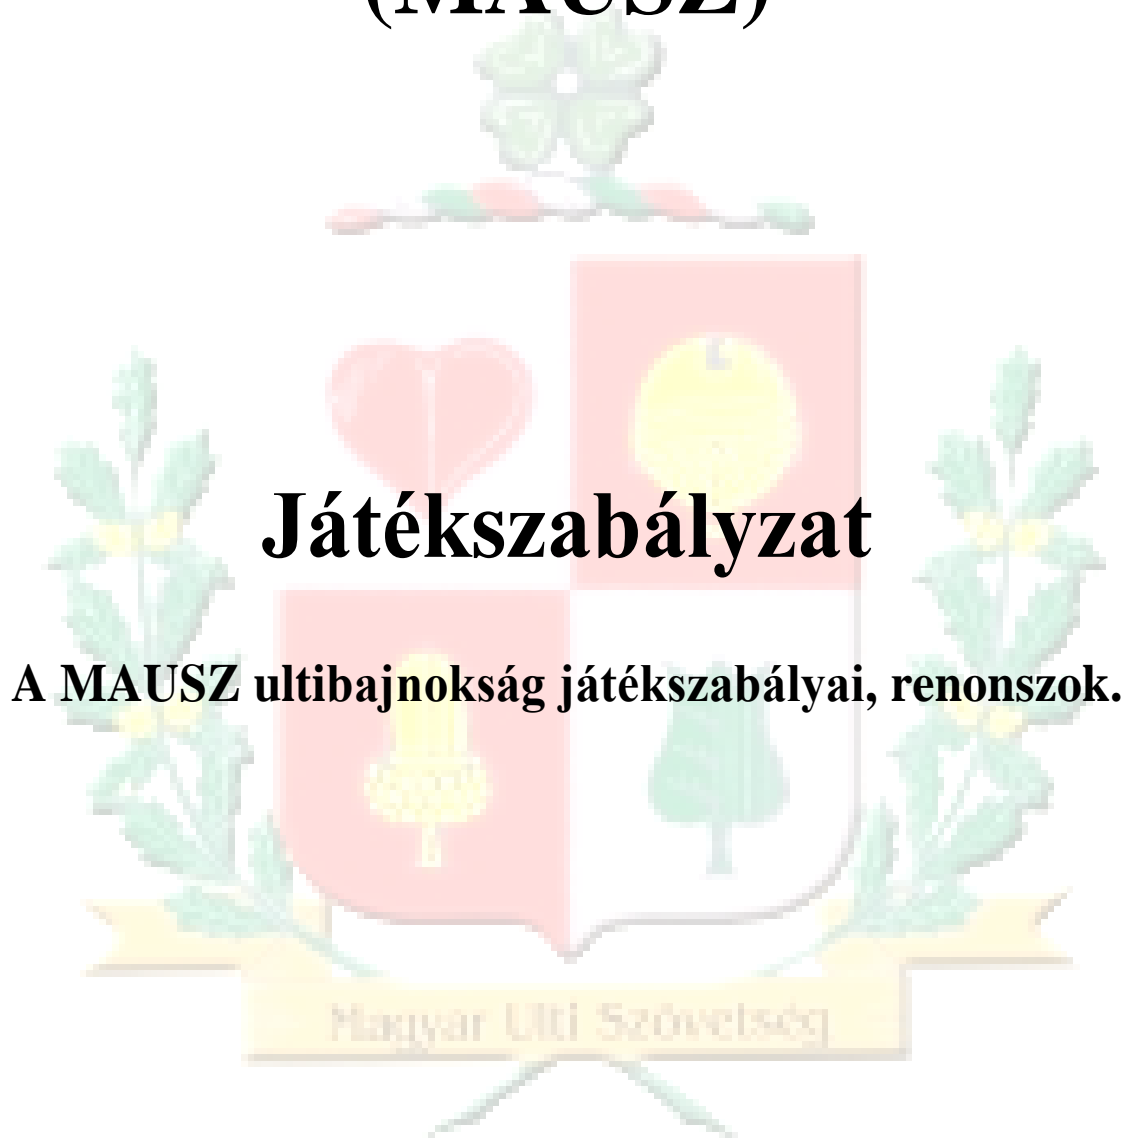 (MAUSZ)
Játékszabályzat
A MAUSZ ultibajnokság játékszabályai, renonszok.
Magyar Ulti Szövetség